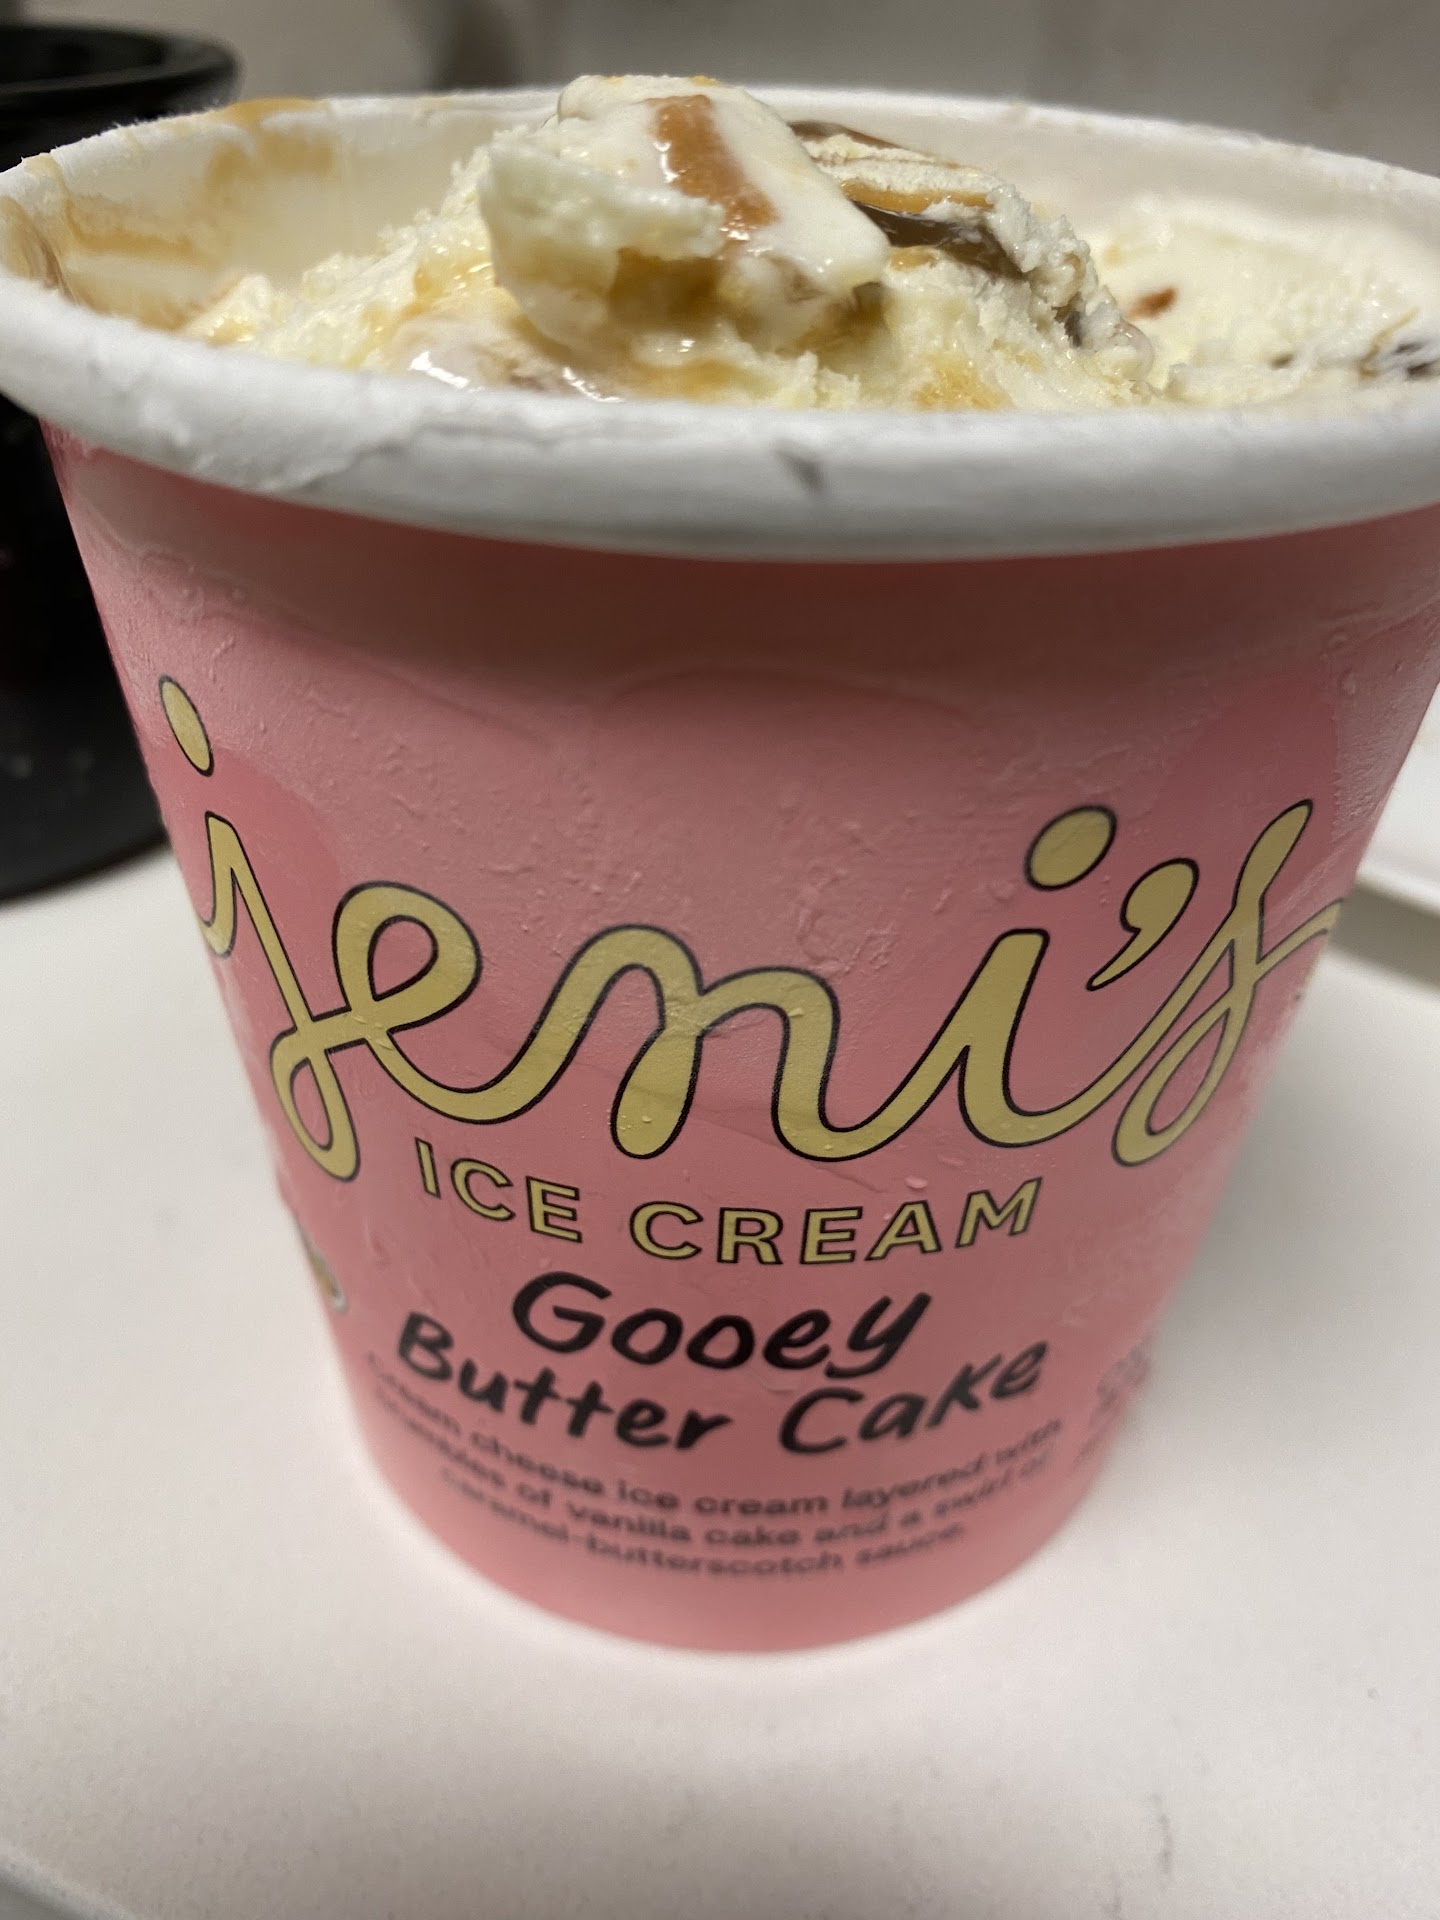 jeni's
ICE CREAM
Gooey
Butter Cake
Cream cheese ice cream layered with
crumbles of vanilla cake and a swirl of
caramel-butterscotch sauce.